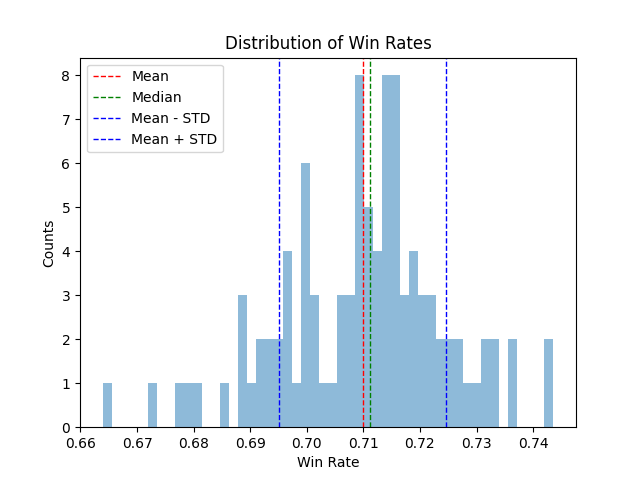 Distribution of Win Rates
Mean
Median
Mean - STD
Mean + STD
8
7
6
5
4
3
2
1
0
Counts
0.66 0.67 0.68 0.69 0.70 0.71 0.72 0.73 0.74
Win Rate